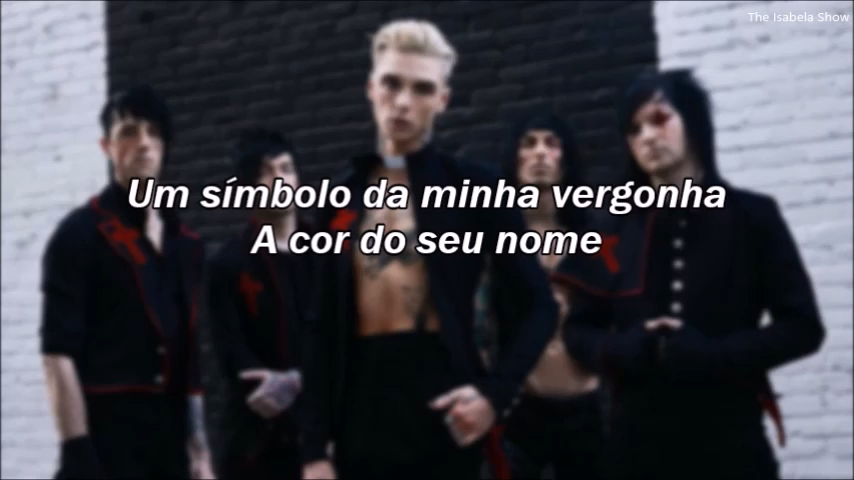 The Isabela Show
Um símbolo da minha vergonha
A cor do seu nome